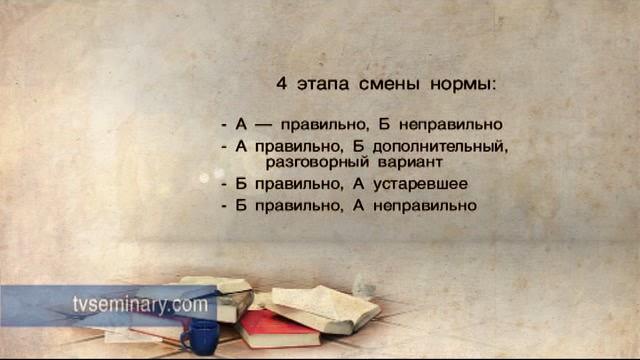 4 этапа смены нормы:
- А — правильно, Б неправильно
- А правильно, Б дополнительный,
разговорный вариант
- Б правильно, А устаревшее
- Б правильно, А неправильно
tvseminary.com